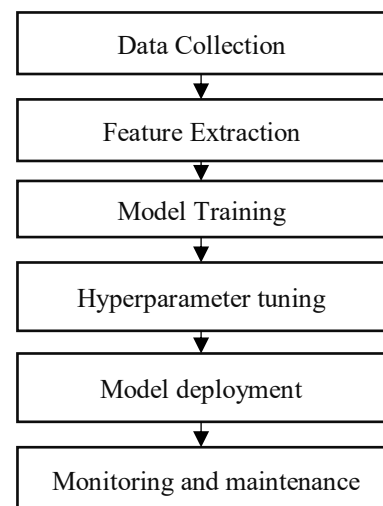 Data Collection
Feature Extraction
Model Training
Hyperparameter tuning
Model deployment
Monitoring and maintenance